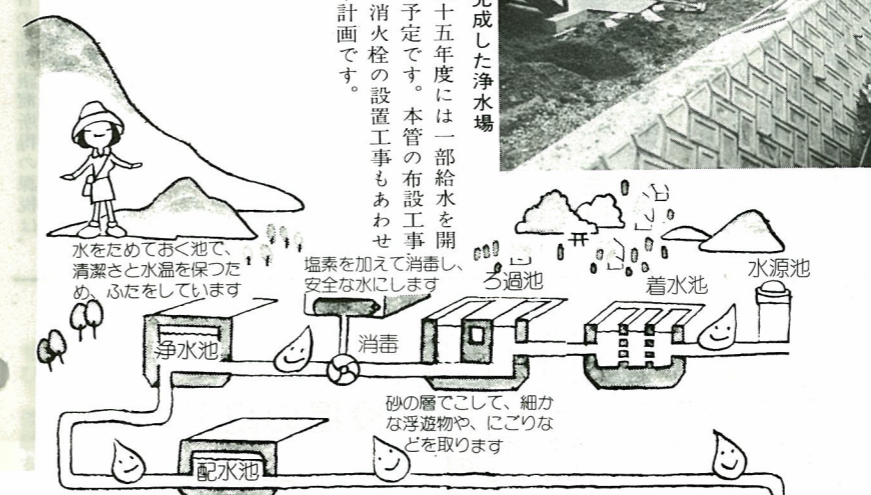 完成した浄水場
十五年度には一部給水を開
予定です。本管の布設工事
消火栓の設置工事もあわせ
計画です。
水をためておく池で、
清潔さと水温を保つた
め、ふたをしています
塩素を加えて消毒し、
安全な水にします
ろ過池
着水池
水源池
浄水池
消毒
砂の層でこして、細か
な浮遊物や、にごりな
どを取ります
配水池